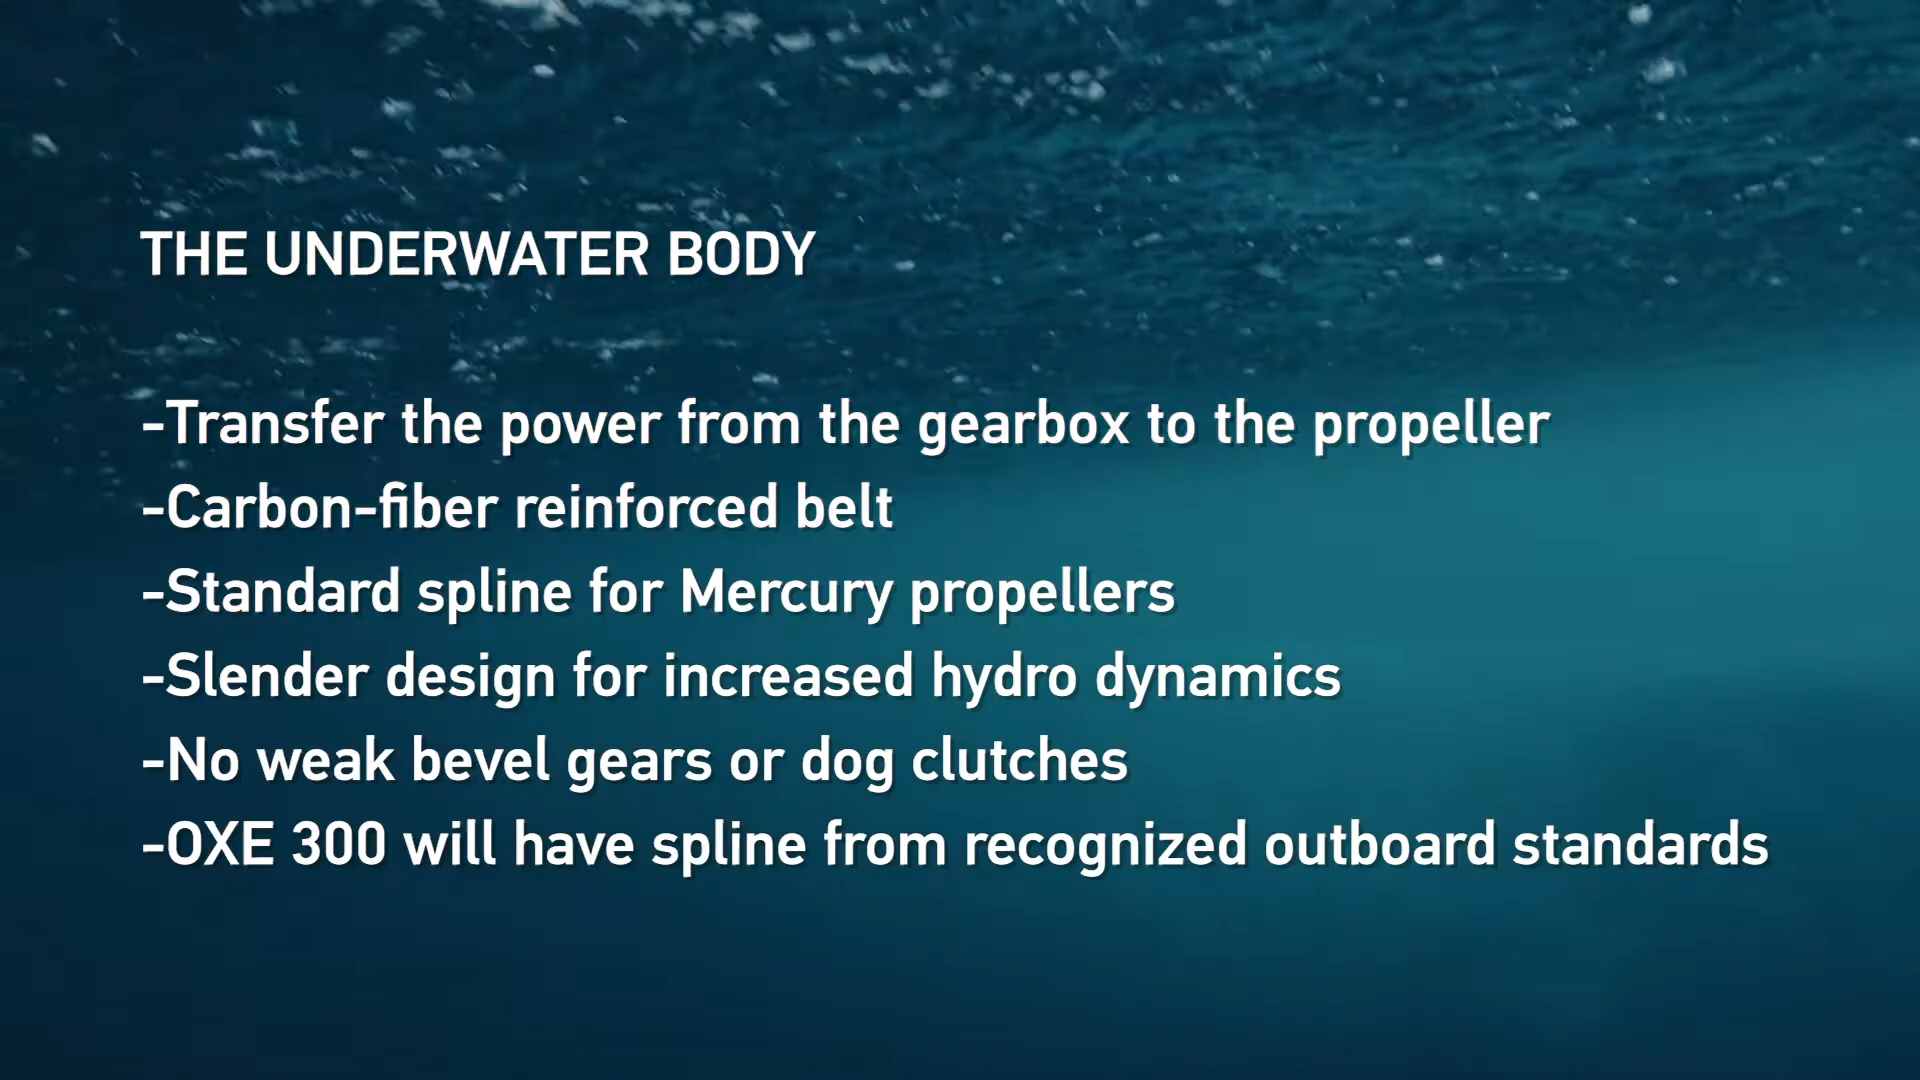 THE UNDERWATER BODY
-Transfer the power from the gearbox to the propeller
-Carbon-fiber reinforced belt
-Standard spline for Mercury propellers
-Slender design for increased hydro dynamics
-No weak bevel gears or dog clutches
-OXE 300 will have spline from recognized outboard standards